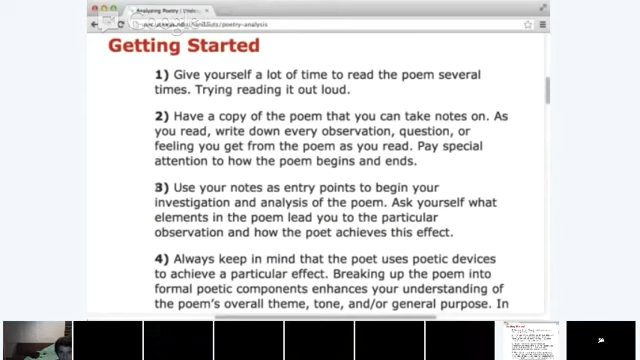 Analyzing Poetry | Unde
Google
/poetry-analysis
Getting Started
1) Give yourself a lot of time to read the poem several
times. Trying reading it out loud.
2) Have a copy of the poem that you can take notes on. As
you read, write down every observation, question, or
feeling you get from the poem as you read. Pay special
attention to how the poem begins and ends.
3) Use your notes as entry points to begin your
investigation and analysis of the poem. Ask yourself what
elements in the poem lead you to the particular
observation and how the poet achieves this effect.
4) Always keep in mind that the poet uses poetic devices
to achieve a particular effect. Breaking up the poem into
formal poetic components enhances your understanding of
the poem's overall theme, tone, and/or general purpose. In